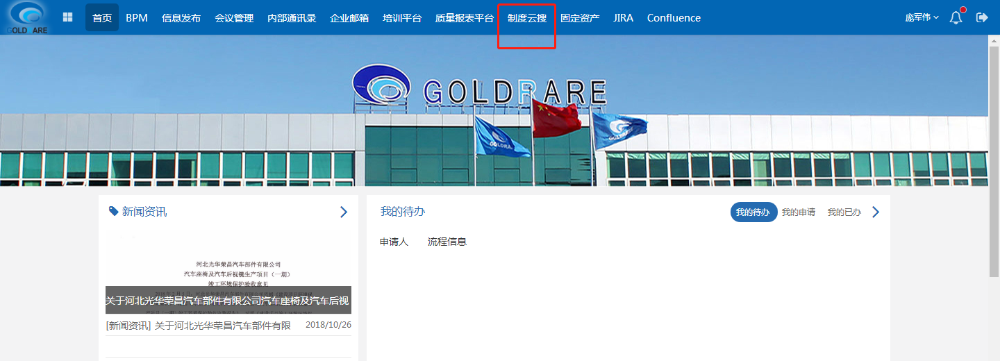 GOLDRARE
首页 BPM 信息发布 会议管理 内部通讯录 企业邮箱 培训平台 质量报表平台 制度云搜 固定资产 JIRA Confluence 庞军伟
GOLDRARE
GOLDRA
新闻资讯
河北光华荣昌汽车部件有限公司
汽车座椅及汽车后视镜生产项目（一期）
竣工环境保护验收意见
关于河北光华荣昌汽车部件有限公司汽车座椅及汽车后视
[新闻资讯] 关于河北光华荣昌汽车部件有限 2018/10/26
我的待办 我的待办 我的申请 我的已办
申请人 流程信息